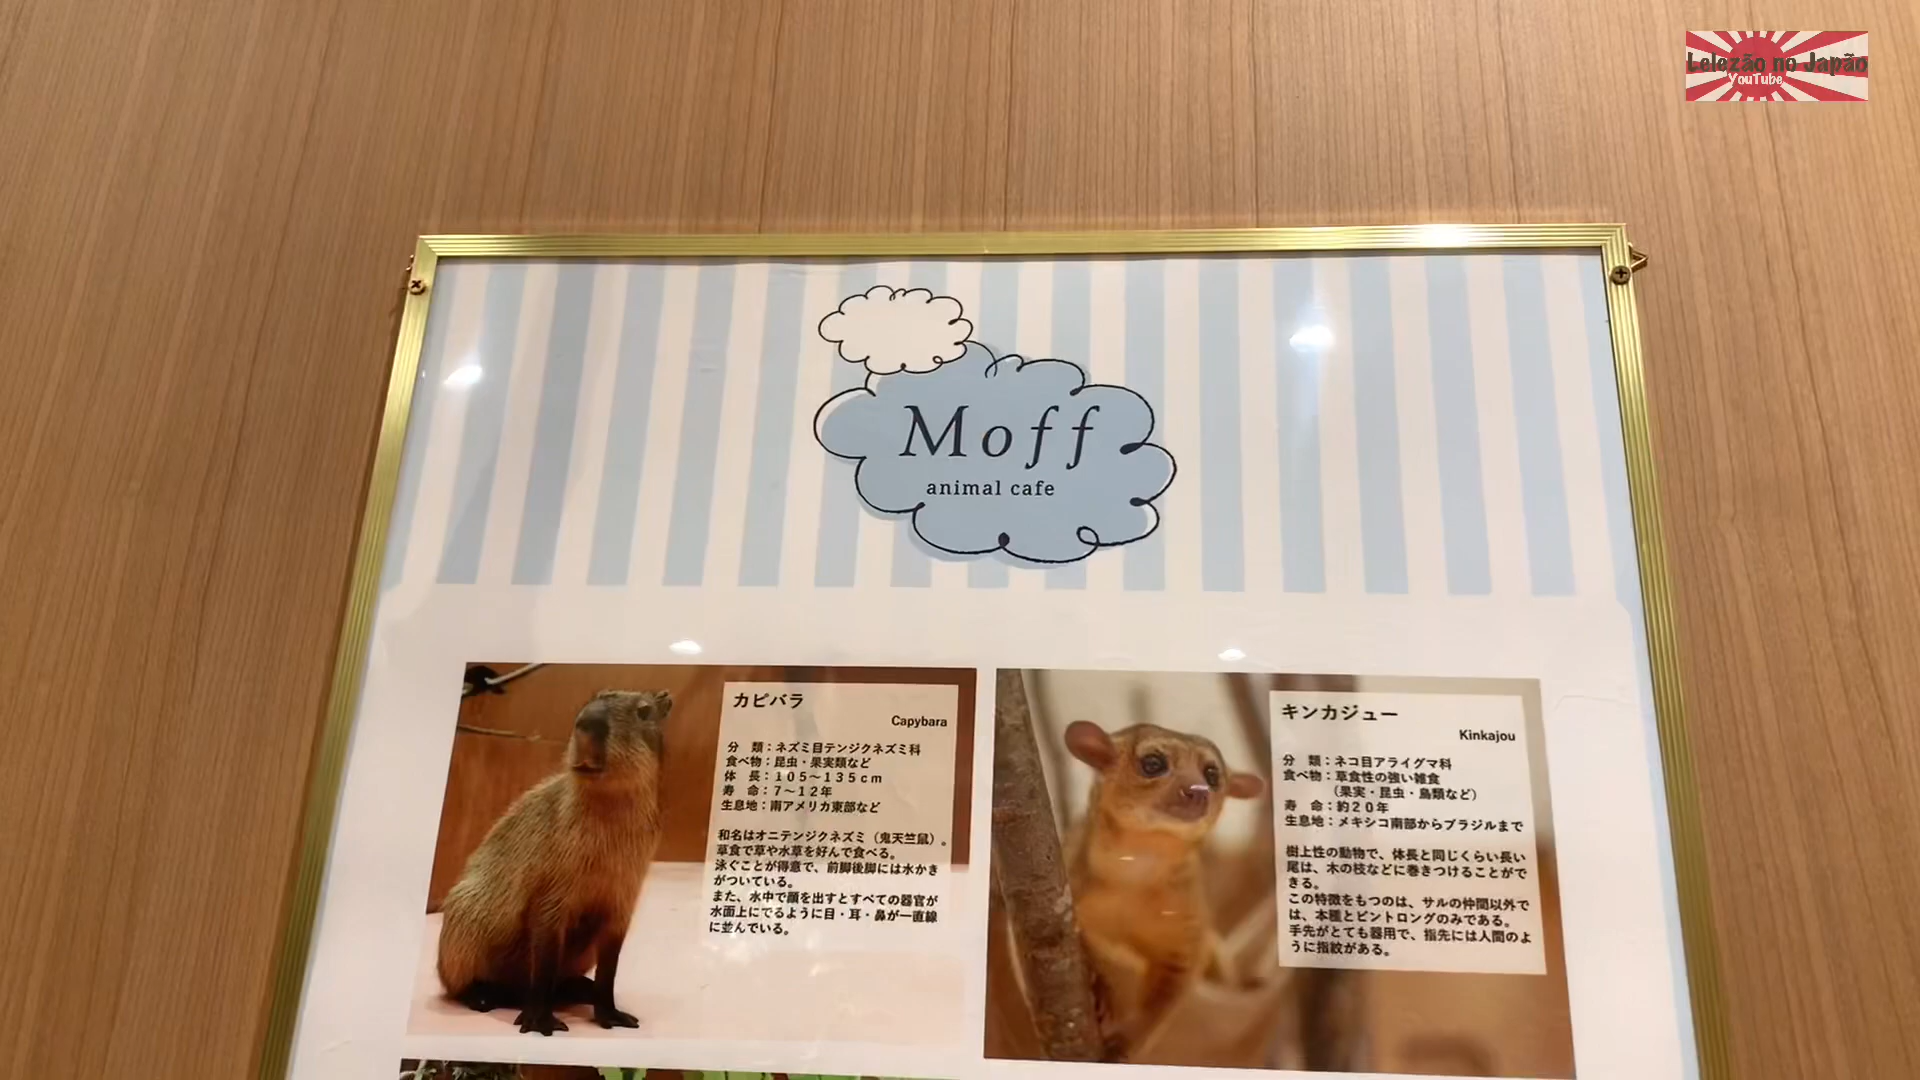 Lelezão no Japão
YouTube
Moff
animal cafe
カピバラ
Capybara
分　類：ネズミ目テンジクネズミ科
食べ物：昆虫・果実類など
体　長：１０５～１３５ｃｍ
寿　命：７～１２年
生息地：南アメリカ東部など
和名はオニテンジクネズミ（鬼天竺鼠）。
草食で草や水草を好んで食べる。
泳ぐことが得意で、前脚後脚には水かき
がついている。
また、水中で顔を出すとすべての器官が
水面上にでるように目・耳・鼻が一直線
に並んでいる。
キンカジュー
Kinkajou
分　類：ネコ目アライグマ科
食べ物：草食性の強い雑食
（果実・昆虫・鳥類など）
寿　命：約２０年
生息地：メキシコ南部からブラジルまで
樹上性の動物で、体長と同じくらい長い
尾は、木の枝などに巻きつけることがで
きる。
この特徴をもつのは、サルの仲間以外で
は、本種とビントロングのみである。
手先がとても器用で、指先には人間のよ
うに指紋がある。